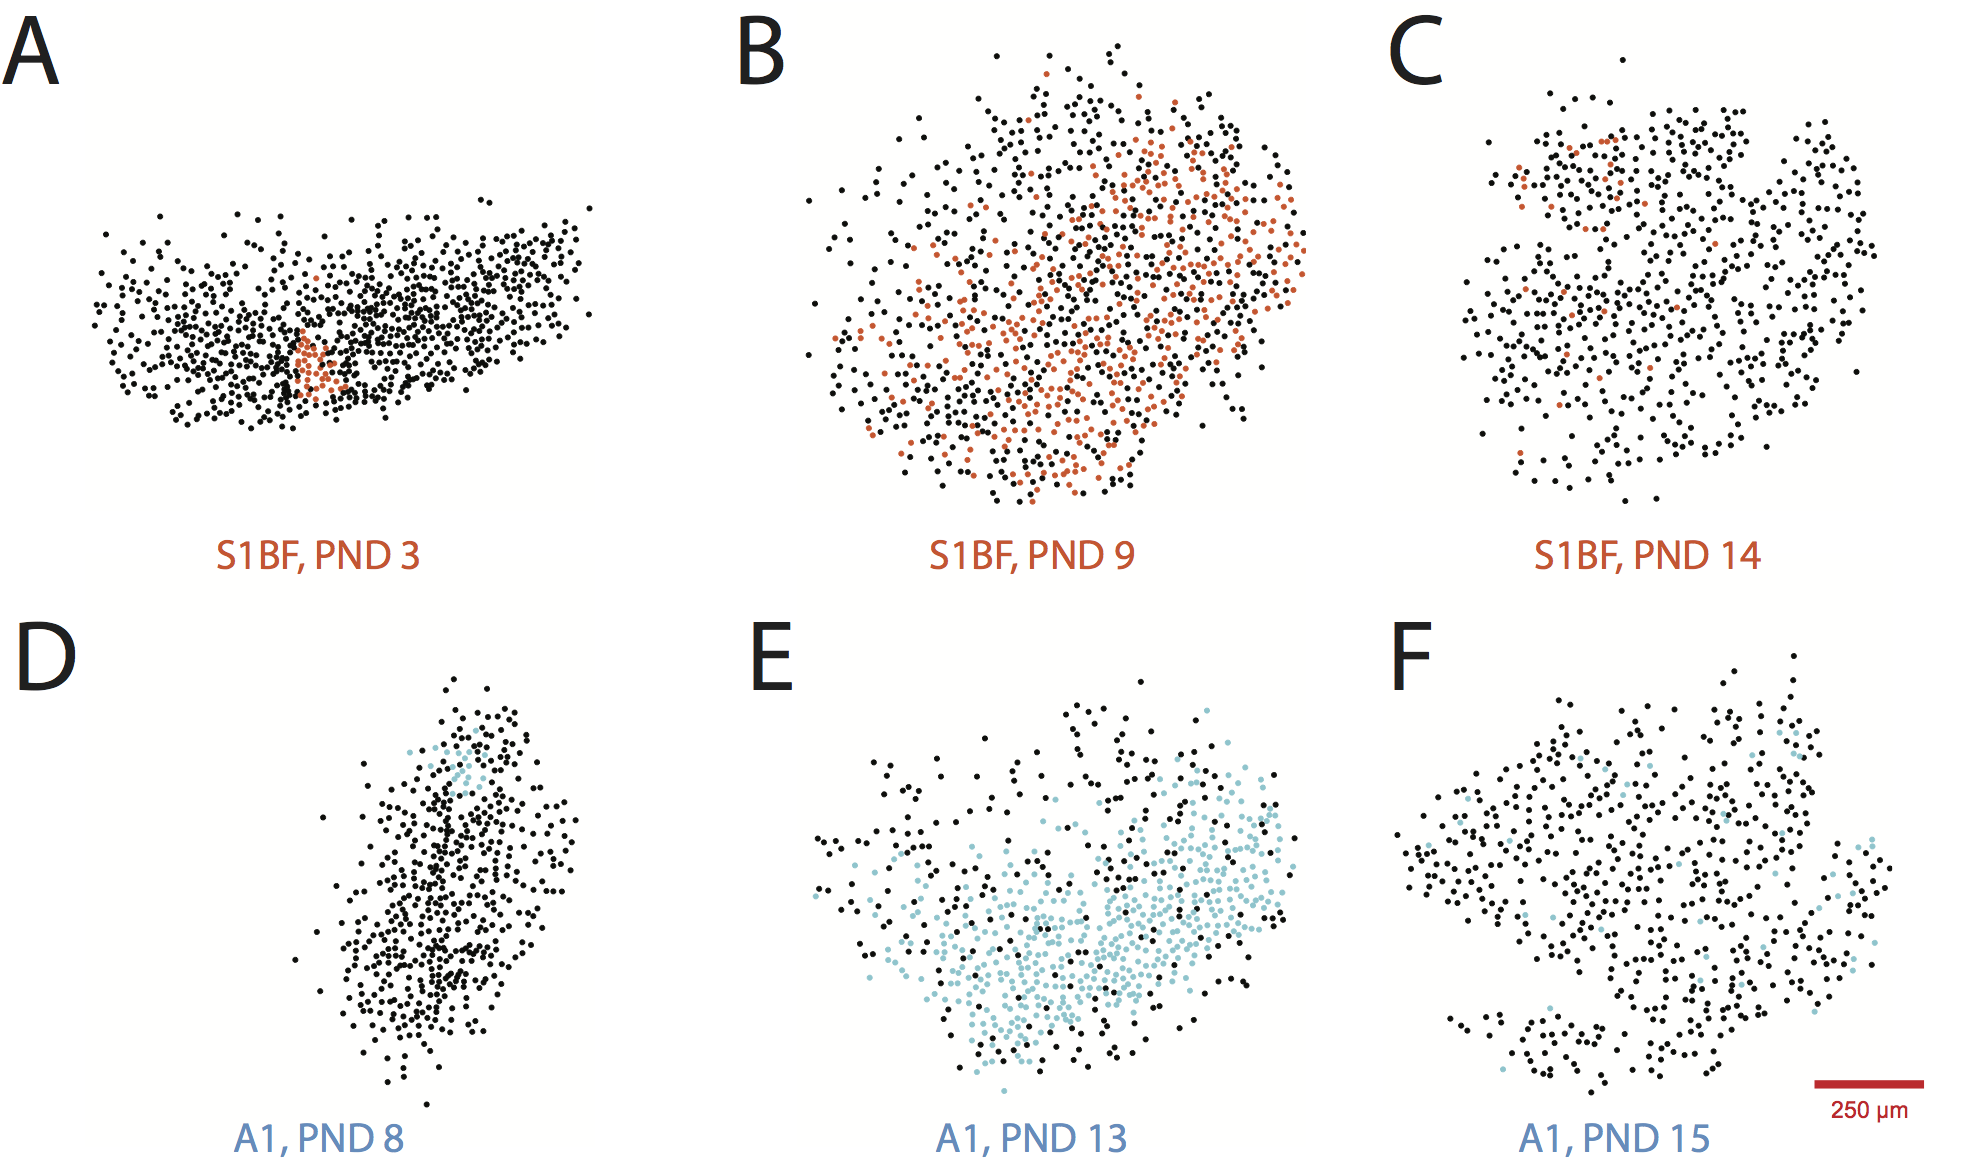 A
B
C
S1BF, PND 3
S1BF, PND 9
S1BF, PND 14
D
E
F
250 µm
A1, PND 8
A1, PND 13
A1, PND 15